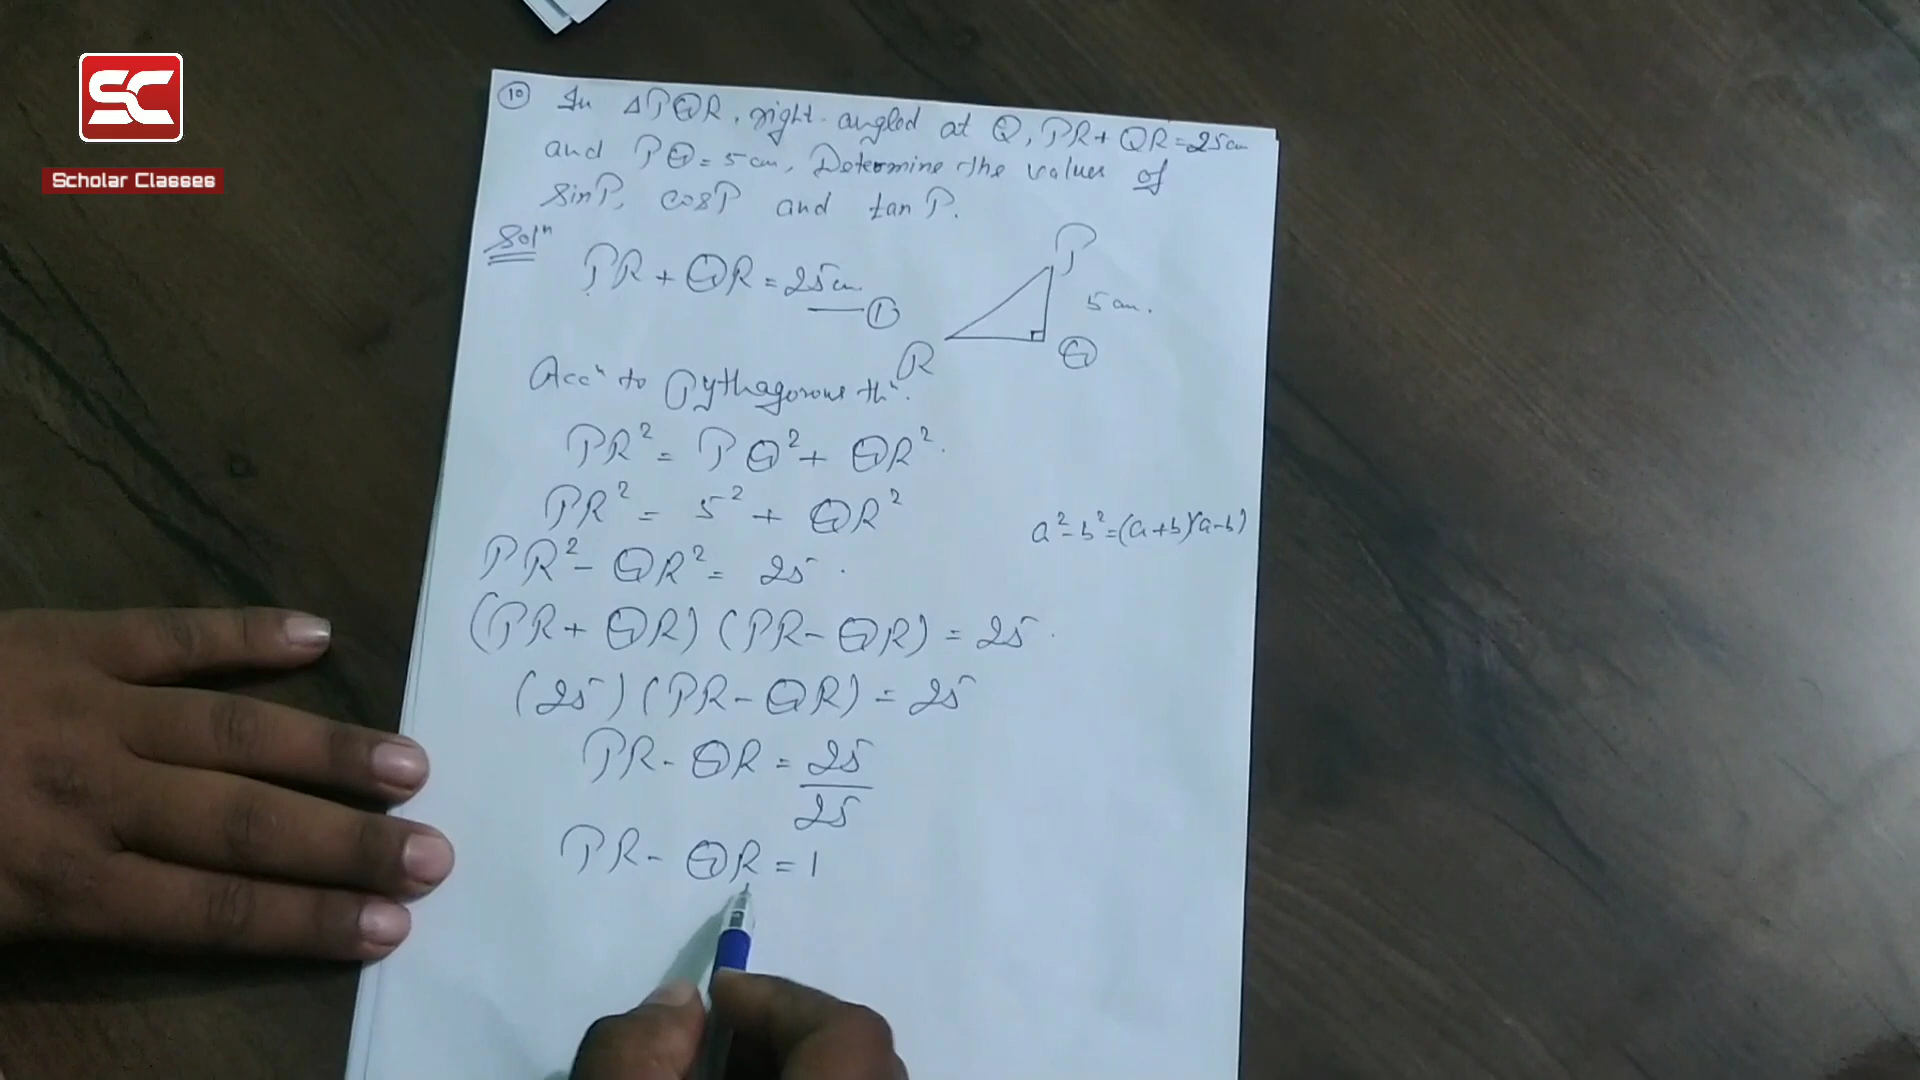 SC
Scholar Classes
(10) In ΔPQR, right-angled at Q, PR + QR = 25cm
and PQ = 5cm, Determine the values of
sinP, cosP and tan P.
Solⁿ
PR + QR = 25cm
—— (1)
P
5 cm.
R
Q
Accⁿ to Pythagorous thⁿ.
PR² = PQ² + QR².
PR² = 5² + QR²
a²-b²=(a+b)(a-b)
PR² - QR² = 25.
(PR + QR) (PR - QR) = 25.
(25) (PR - QR) = 25
PR - QR = 25/25
PR - QR = 1